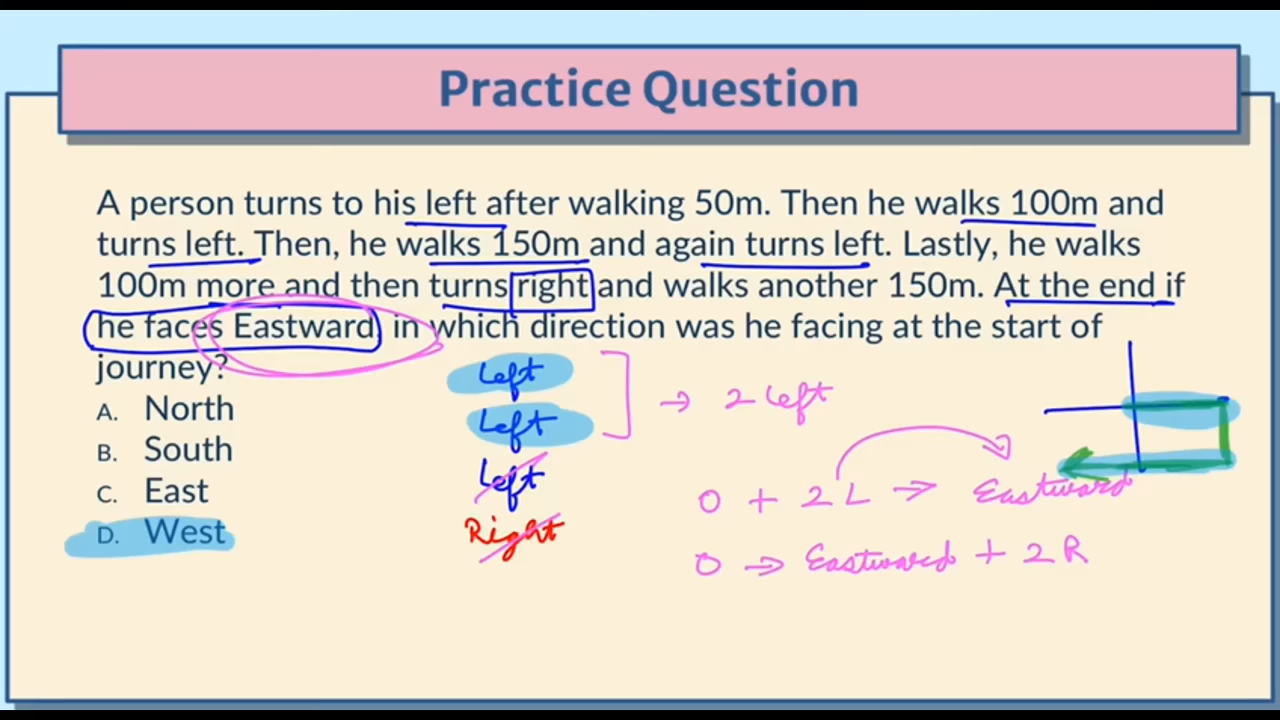 Practice Question
A person turns to his left after walking 50m. Then he walks 100m and
turns left. Then, he walks 150m and again turns left. Lastly, he walks
100m more and then turns right and walks another 150m. At the end if
he faces Eastward, in which direction was he facing at the start of
journey?
A. North
B. South
C. East
D. West
Left
Left
Left
Right
→ 2 Left
O + 2L → Eastward
O → Eastward + 2R